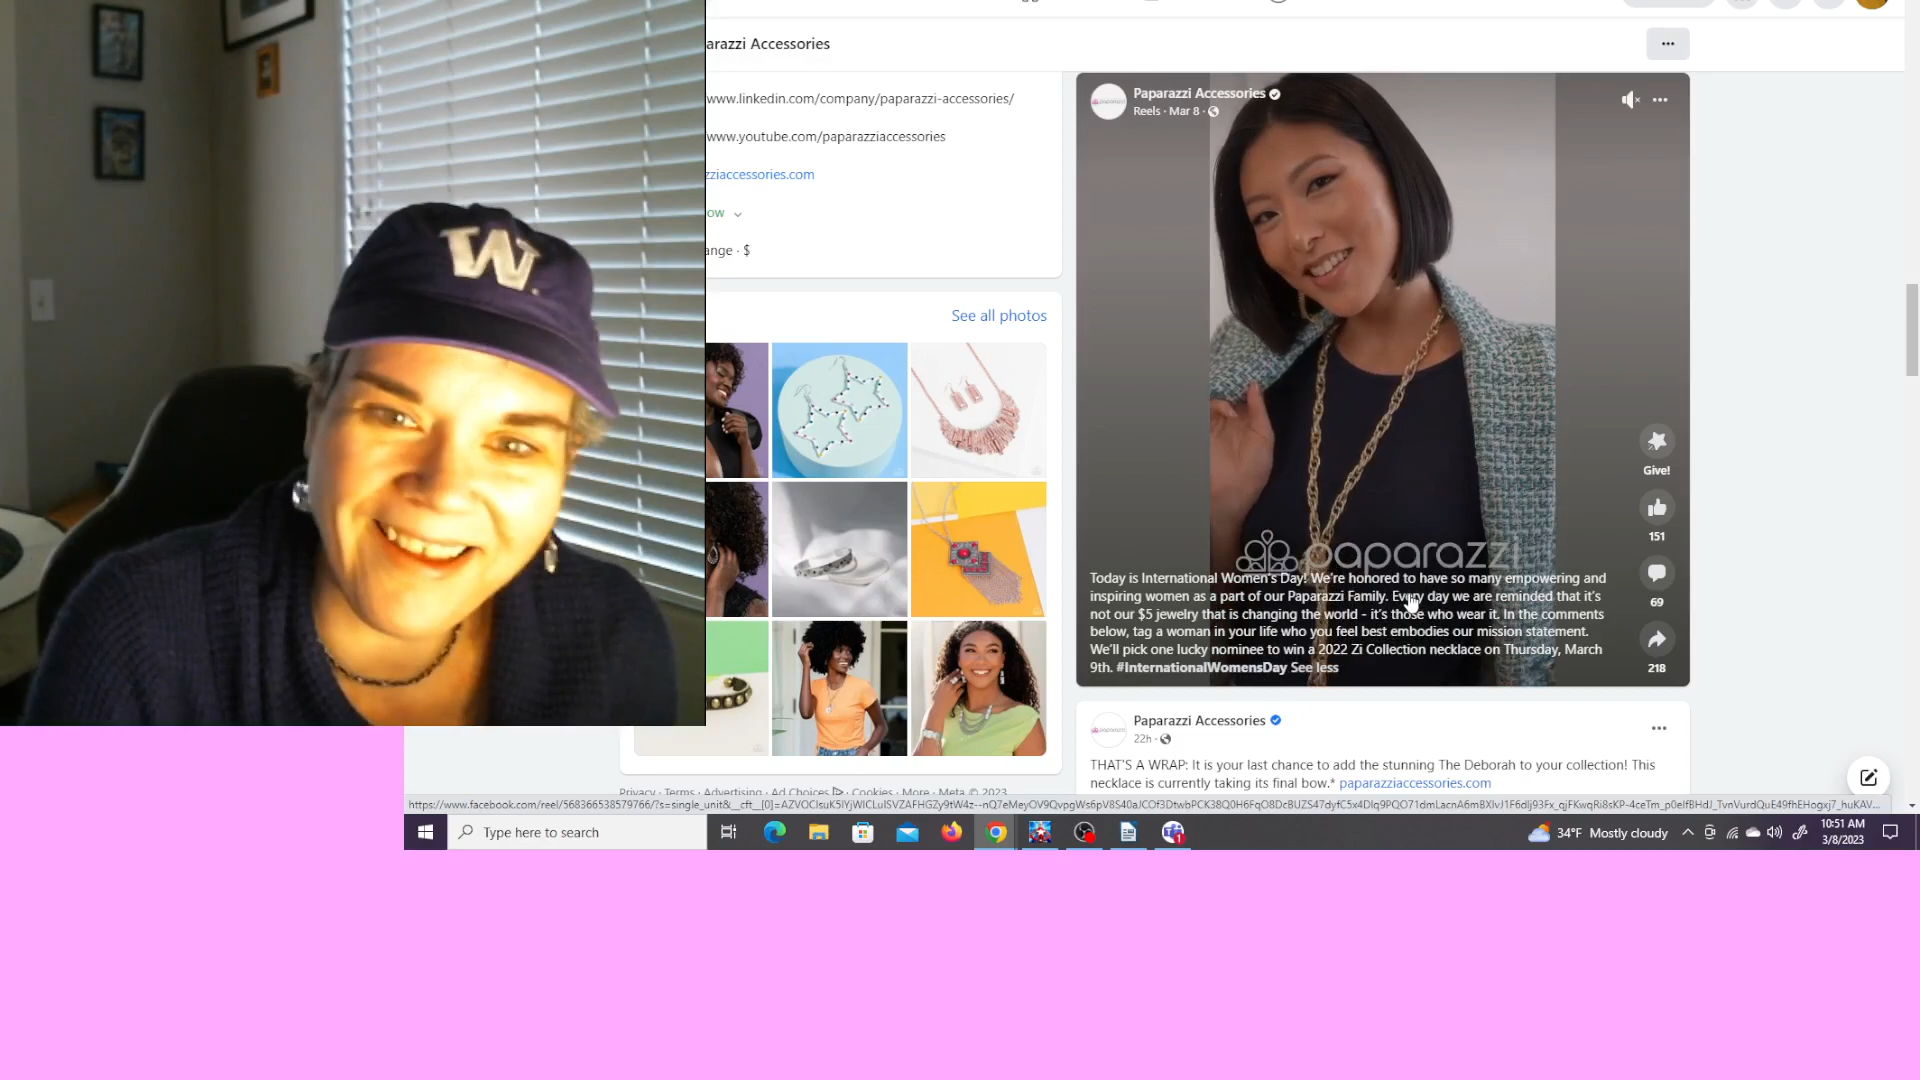 W
arazzi Accessories
www.linkedin.com/company/paparazzi-accessories/
www.youtube.com/paparazziaccessories
zziaccessories.com
ow
ange · $
See all photos
Paparazzi Accessories
Reels · Mar 8 ·
Give!
151
69
218
paparazzi
Today is International Women's Day! We're honored to have so many empowering and
inspiring women as a part of our Paparazzi Family. Every day we are reminded that it's
not our $5 jewelry that is changing the world - it's those who wear it. In the comments
below, tag a woman in your life who you feel best embodies our mission statement.
We'll pick one lucky nominee to win a 2022 Zi Collection necklace on Thursday, March
9th. #InternationalWomensDay See less
Paparazzi Accessories
22h ·
THAT'S A WRAP: It is your last chance to add the stunning The Deborah to your collection! This
necklace is currently taking its final bow.* paparazziaccessories.com
Privacy · Terms · Advertising · Ad Choices · Cookies · More · Meta © 2023
Type here to search
34°F Mostly cloudy
10:51 AM
3/8/2023